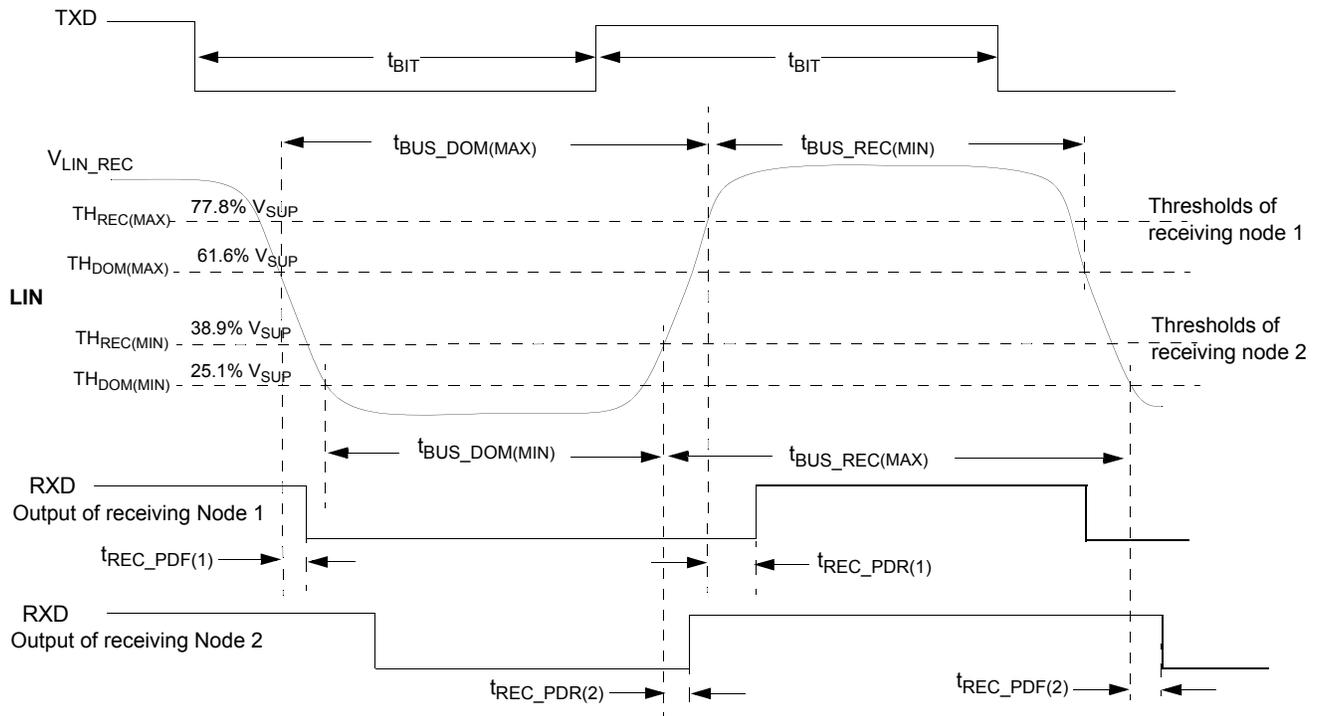 TXD
tBIT
tBIT
tBUS_DOM(MAX)
tBUS_REC(MIN)
VLIN_REC
THREC(MAX)
77.8% VSUP
Thresholds of
receiving node 1
THDOM(MAX)
61.6% VSUP
LIN
THREC(MIN)
38.9% VSUP
Thresholds of
receiving node 2
THDOM(MIN)
25.1% VSUP
tBUS_DOM(MIN)
tBUS_REC(MAX)
RXD
Output of receiving Node 1
tREC_PDF(1)
tREC_PDR(1)
RXD
Output of receiving Node 2
tREC_PDR(2)
tREC_PDF(2)